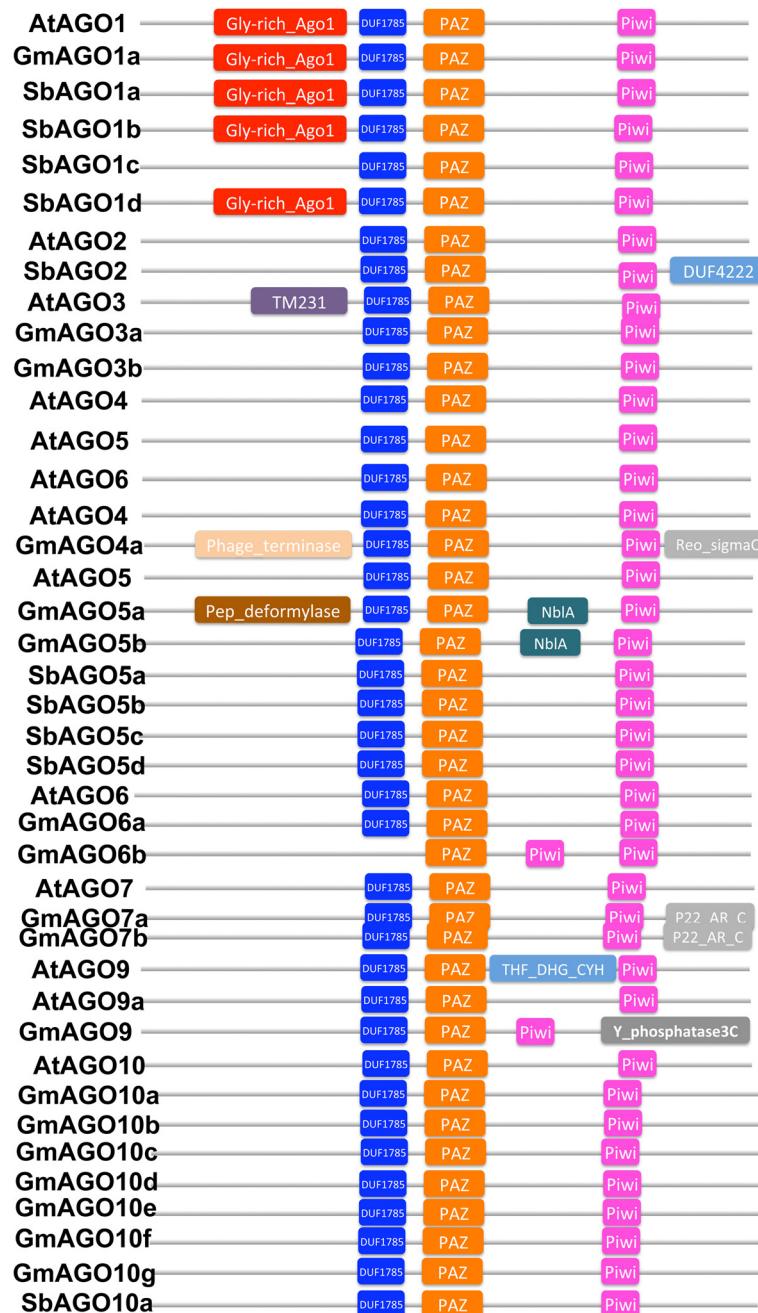 AtAGO1 Gly-rich_Ago1 DUF1785 PAZ Piwi
GmAGO1a Gly-rich_Ago1 DUF1785 PAZ Piwi
SbAGO1a Gly-rich_Ago1 DUF1785 PAZ Piwi
SbAGO1b Gly-rich_Ago1 DUF1785 PAZ Piwi
SbAGO1c DUF1785 PAZ Piwi
SbAGO1d Gly-rich_Ago1 DUF1785 PAZ Piwi
AtAGO2 DUF1785 PAZ Piwi
SbAGO2 DUF1785 PAZ Piwi DUF4222
AtAGO3 TM231 DUF1785 PAZ Piwi
GmAGO3a DUF1785 PAZ Piwi
GmAGO3b DUF1785 PAZ Piwi
AtAGO4 DUF1785 PAZ Piwi
AtAGO5 DUF1785 PAZ Piwi
AtAGO6 DUF1785 PAZ Piwi
AtAGO4 DUF1785 PAZ Piwi
GmAGO4a Phage_terminase DUF1785 PAZ Piwi Reo_sigmaC
AtAGO5 DUF1785 PAZ Piwi
GmAGO5a Pep_deformylase DUF1785 PAZ NblA Piwi
GmAGO5b DUF1785 PAZ NblA Piwi
SbAGO5a DUF1785 PAZ Piwi
SbAGO5b DUF1785 PAZ Piwi
SbAGO5c DUF1785 PAZ Piwi
SbAGO5d DUF1785 PAZ Piwi
AtAGO6 DUF1785 PAZ Piwi
GmAGO6a DUF1785 PAZ Piwi
GmAGO6b PAZ Piwi Piwi
AtAGO7 DUF1785 PAZ Piwi
GmAGO7a DUF1785 PAZ Piwi P22_AR_C
GmAGO7b DUF1785 PAZ Piwi P22_AR_C
AtAGO9 DUF1785 PAZ THF_DHG_CYH Piwi
AtAGO9a DUF1785 PAZ Piwi
GmAGO9 DUF1785 PAZ Piwi Y_phosphatase3C
AtAGO10 DUF1785 PAZ Piwi
GmAGO10a DUF1785 PAZ Piwi
GmAGO10b DUF1785 PAZ Piwi
GmAGO10c DUF1785 PAZ Piwi
GmAGO10d DUF1785 PAZ Piwi
GmAGO10e DUF1785 PAZ Piwi
GmAGO10f DUF1785 PAZ Piwi
GmAGO10g DUF1785 PAZ Piwi
SbAGO10a DUF1785 PAZ Piwi